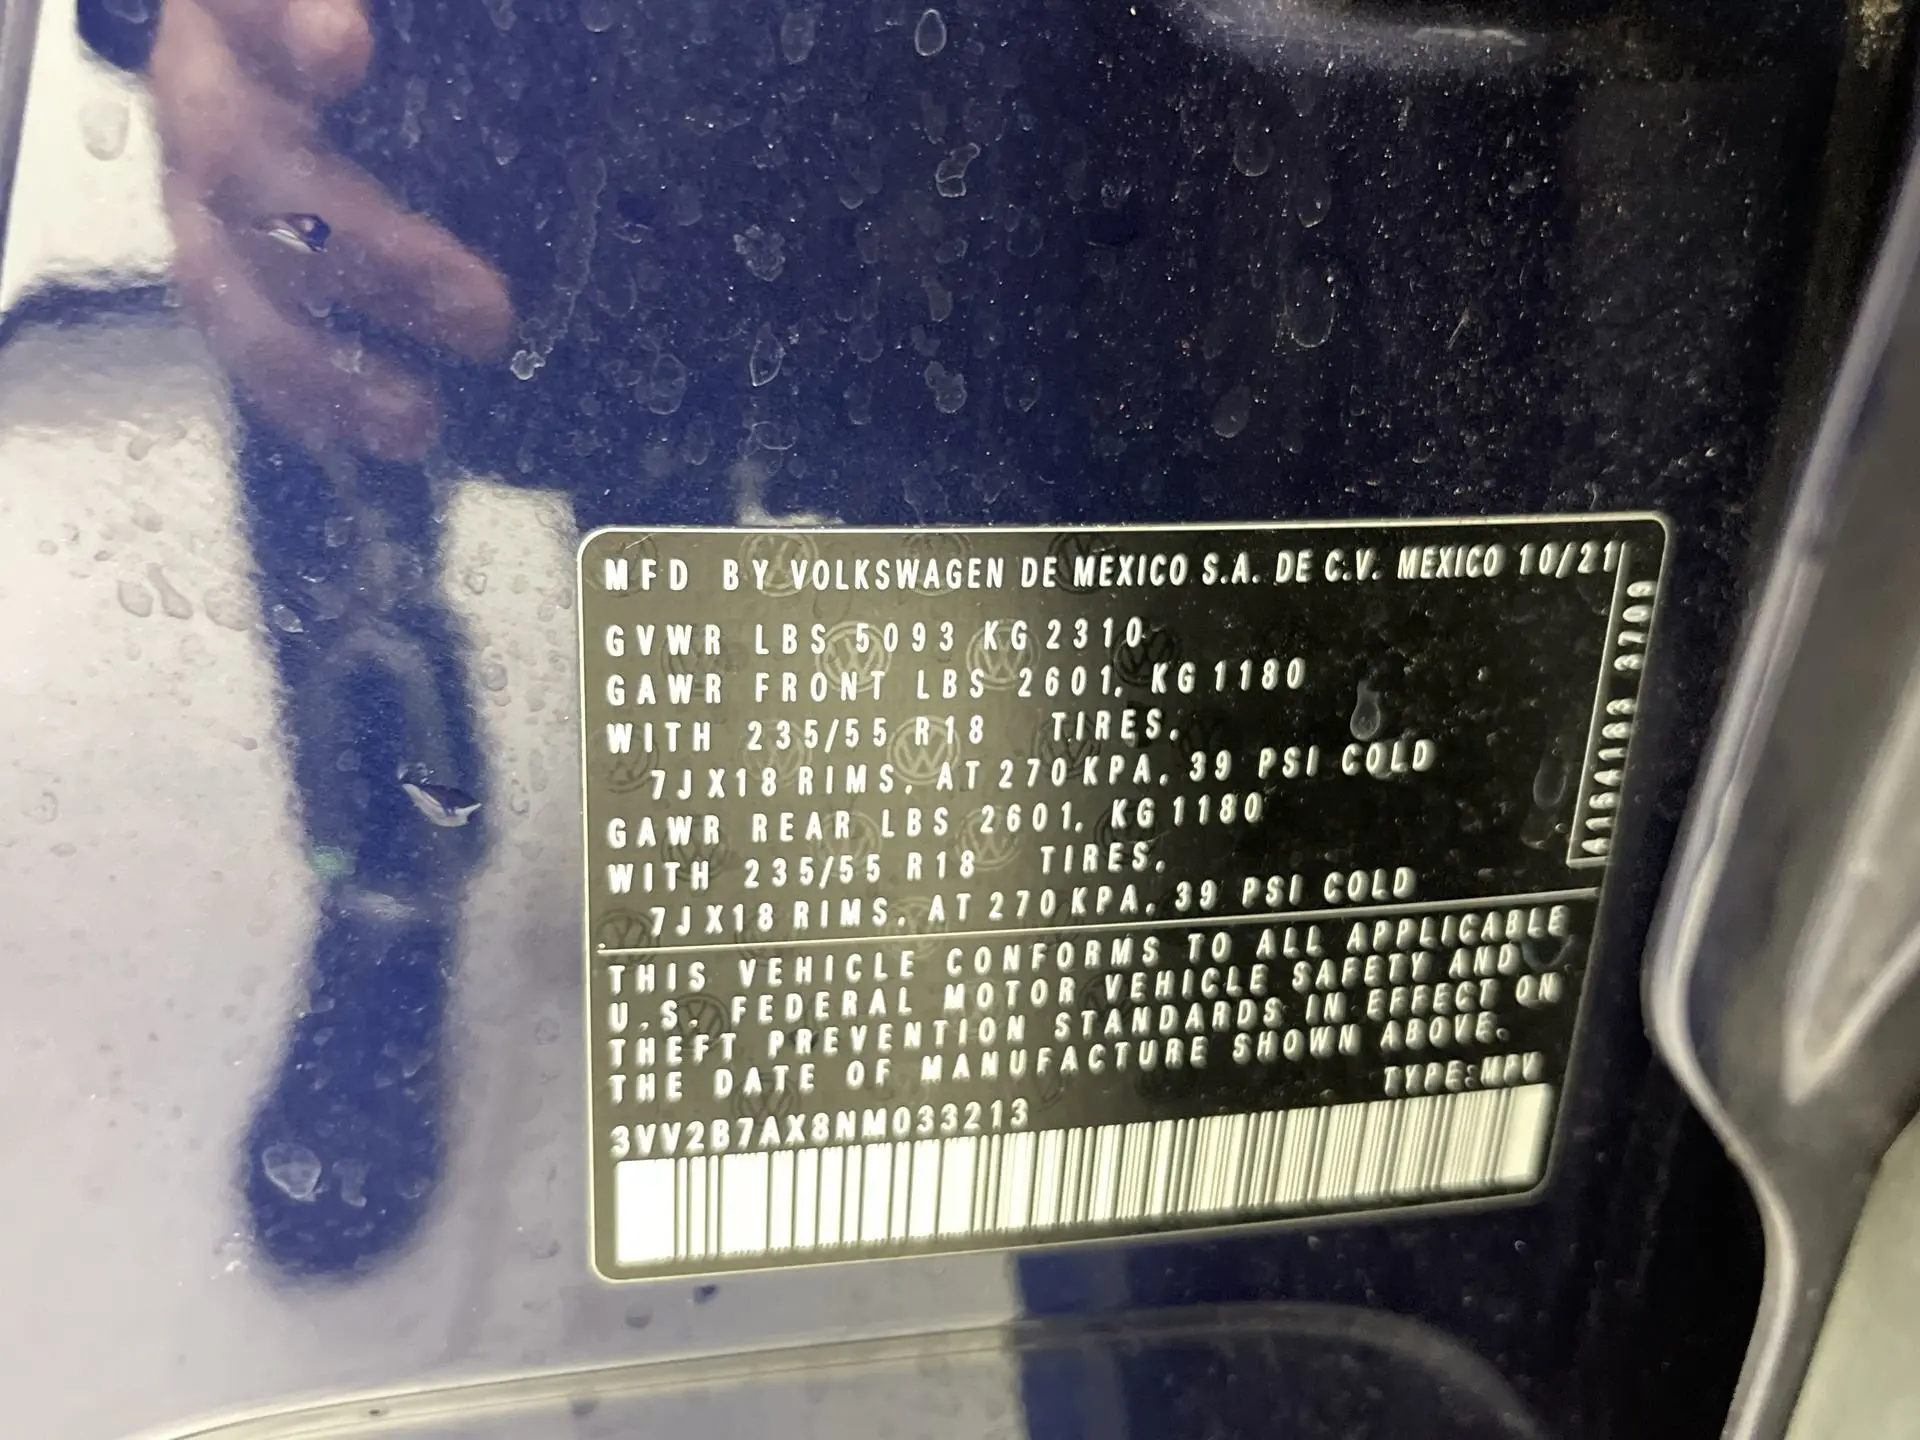 MFD BY VOLKSWAGEN DE MEXICO S.A. DE C.V. MEXICO 10/21
GVWR LBS 5093 KG 2310
GAWR FRONT LBS 2601, KG 1180
WITH 235/55 R18 TIRES,
7JX18 RIMS, AT 270 KPA, 39 PSI COLD
GAWR REAR LBS 2601, KG 1180
WITH 235/55 R18 TIRES,
7JX18 RIMS, AT 270 KPA, 39 PSI COLD
THIS VEHICLE CONFORMS TO ALL APPLICABLE
U.S. FEDERAL MOTOR VEHICLE SAFETY AND
THEFT PREVENTION STANDARDS IN EFFECT ON
THE DATE OF MANUFACTURE SHOWN ABOVE.
TYPE:MPV
3VV2B7AX8NM033213